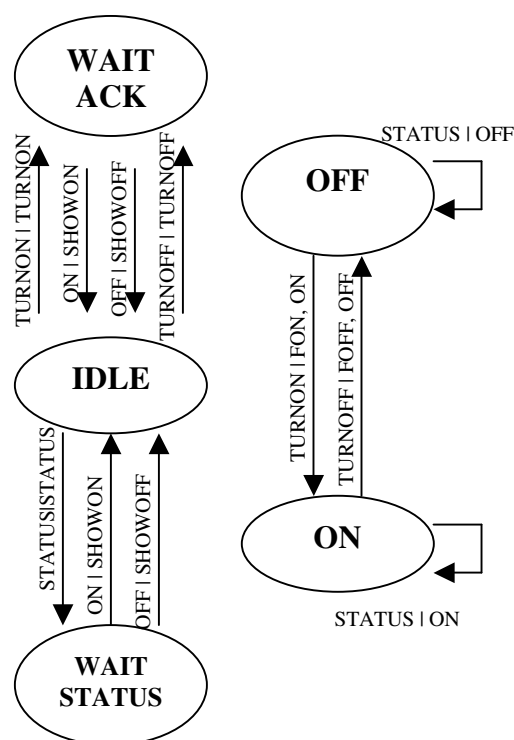 WAIT
ACK
TURNON | TURNON
ON | SHOWON
OFF | SHOWOFF
TURNOFF | TURNOFF
IDLE
STATUS|STATUS
ON | SHOWON
OFF | SHOWOFF
WAIT
STATUS
STATUS | OFF
OFF
TURNON | FON, ON
TURNOFF | FOFF, OFF
ON
STATUS | ON